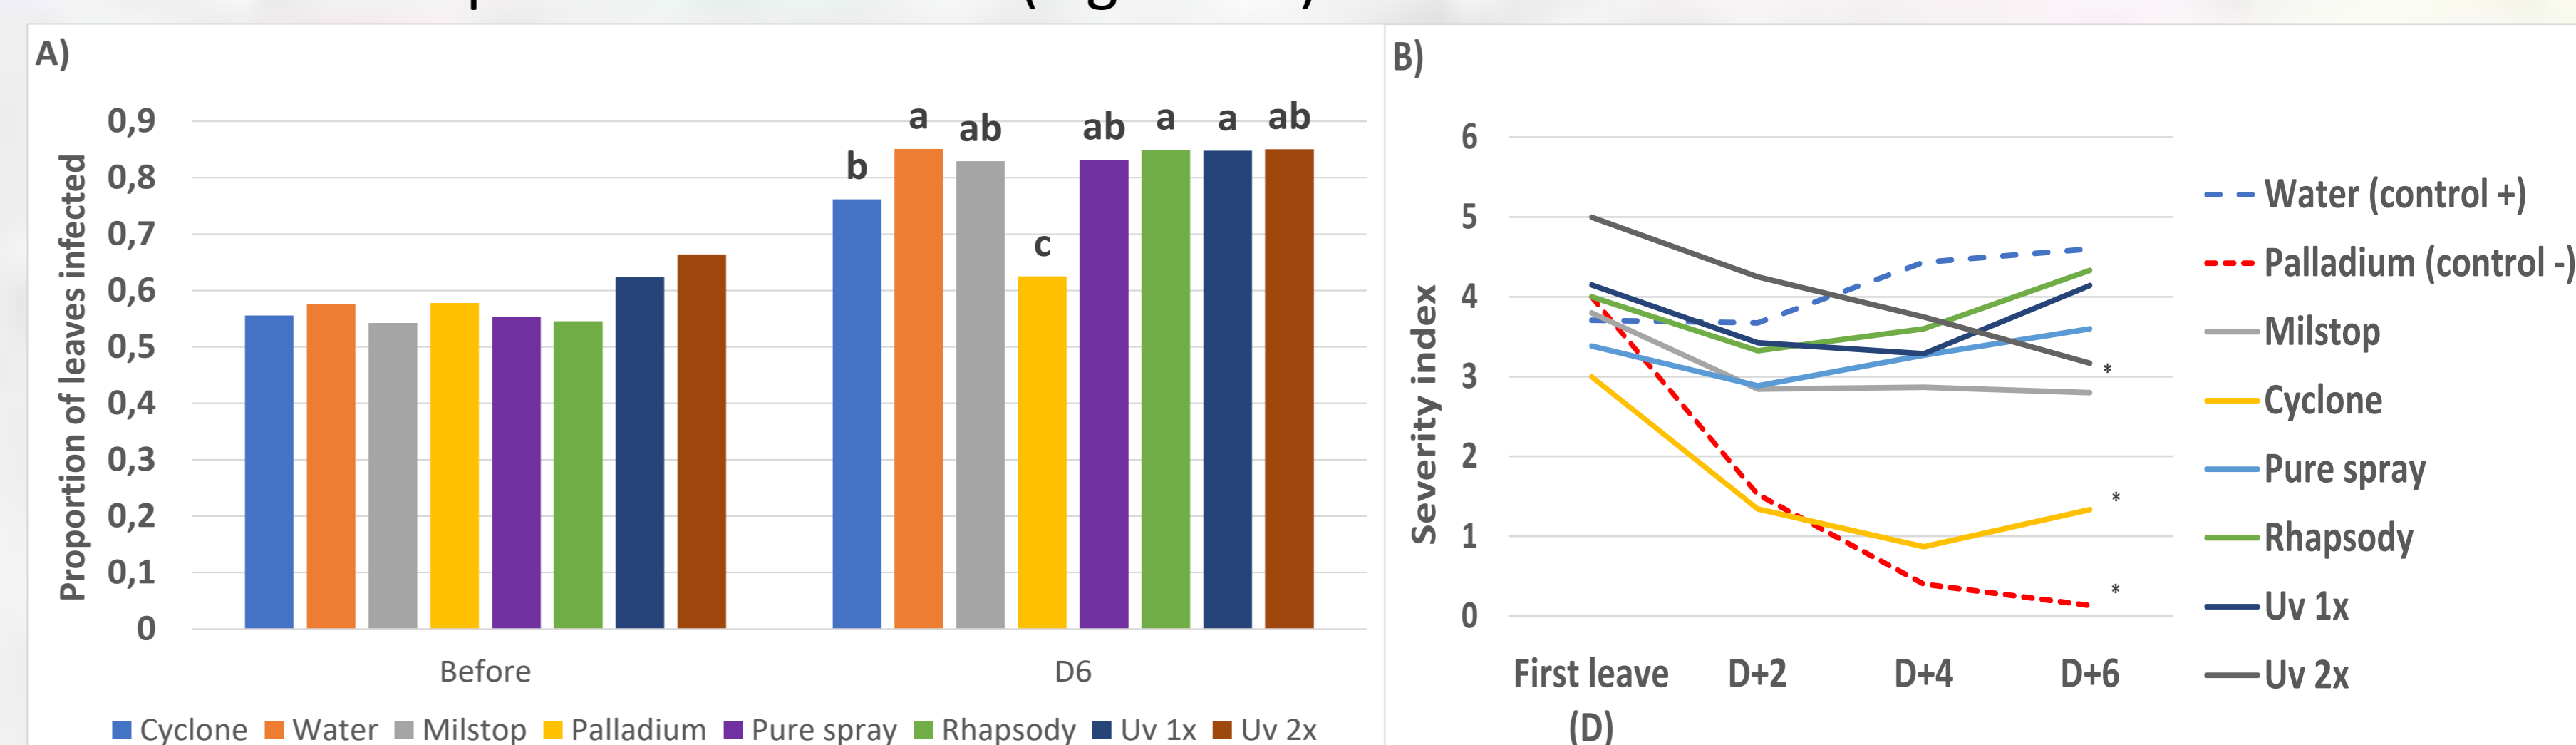 A)
Proportion of leaves infected
0,9
0,8
0,7
0,6
0,5
0,4
0,3
0,2
0,1
0
b
a
ab
c
ab
a
a
ab
Before
D6
Cyclone
Water
Milstop
Palladium
Pure spray
Rhapsody
Uv 1x
Uv 2x
B)
Severity index
6
5
4
3
2
1
0
*
*
*
First leave
(D)
D+2
D+4
D+6
Water (control +)
Palladium (control -)
Milstop
Cyclone
Pure spray
Rhapsody
Uv 1x
Uv 2x